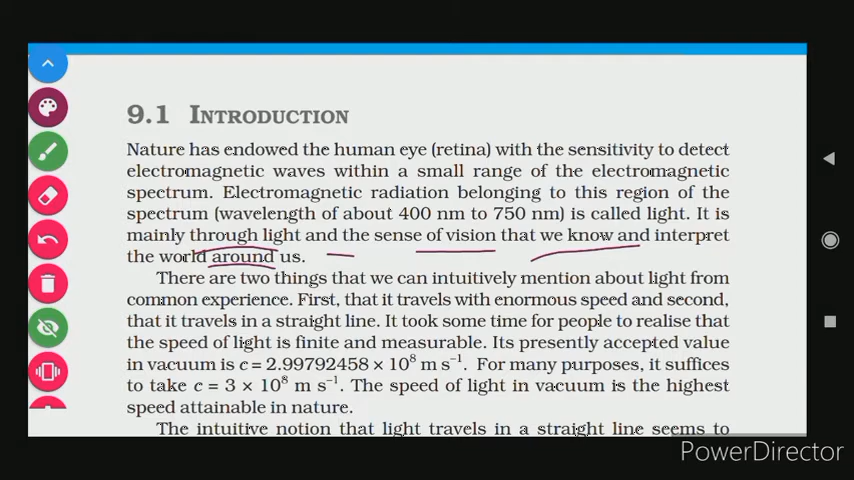 9.1 INTRODUCTION
Nature has endowed the human eye (retina) with the sensitivity to detect
electromagnetic waves within a small range of the electromagnetic
spectrum. Electromagnetic radiation belonging to this region of the
spectrum (wavelength of about 400 nm to 750 nm) is called light. It is
mainly through light and the sense of vision that we know and interpret
the world around us.
There are two things that we can intuitively mention about light from
common experience. First, that it travels with enormous speed and second,
that it travels in a straight line. It took some time for people to realise that
the speed of light is finite and measurable. Its presently accepted value
in vacuum is c = 2.99792458 × 10⁸ m s⁻¹. For many purposes, it suffices
to take c = 3 × 10⁸ m s⁻¹. The speed of light in vacuum is the highest
speed attainable in nature.
The intuitive notion that light travels in a straight line seems to
PowerDirector